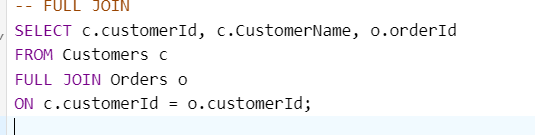 -- FULL JOIN
SELECT c.customerId, c.CustomerName, o.orderId
FROM Customers c
FULL JOIN Orders o
ON c.customerId = o.customerId;